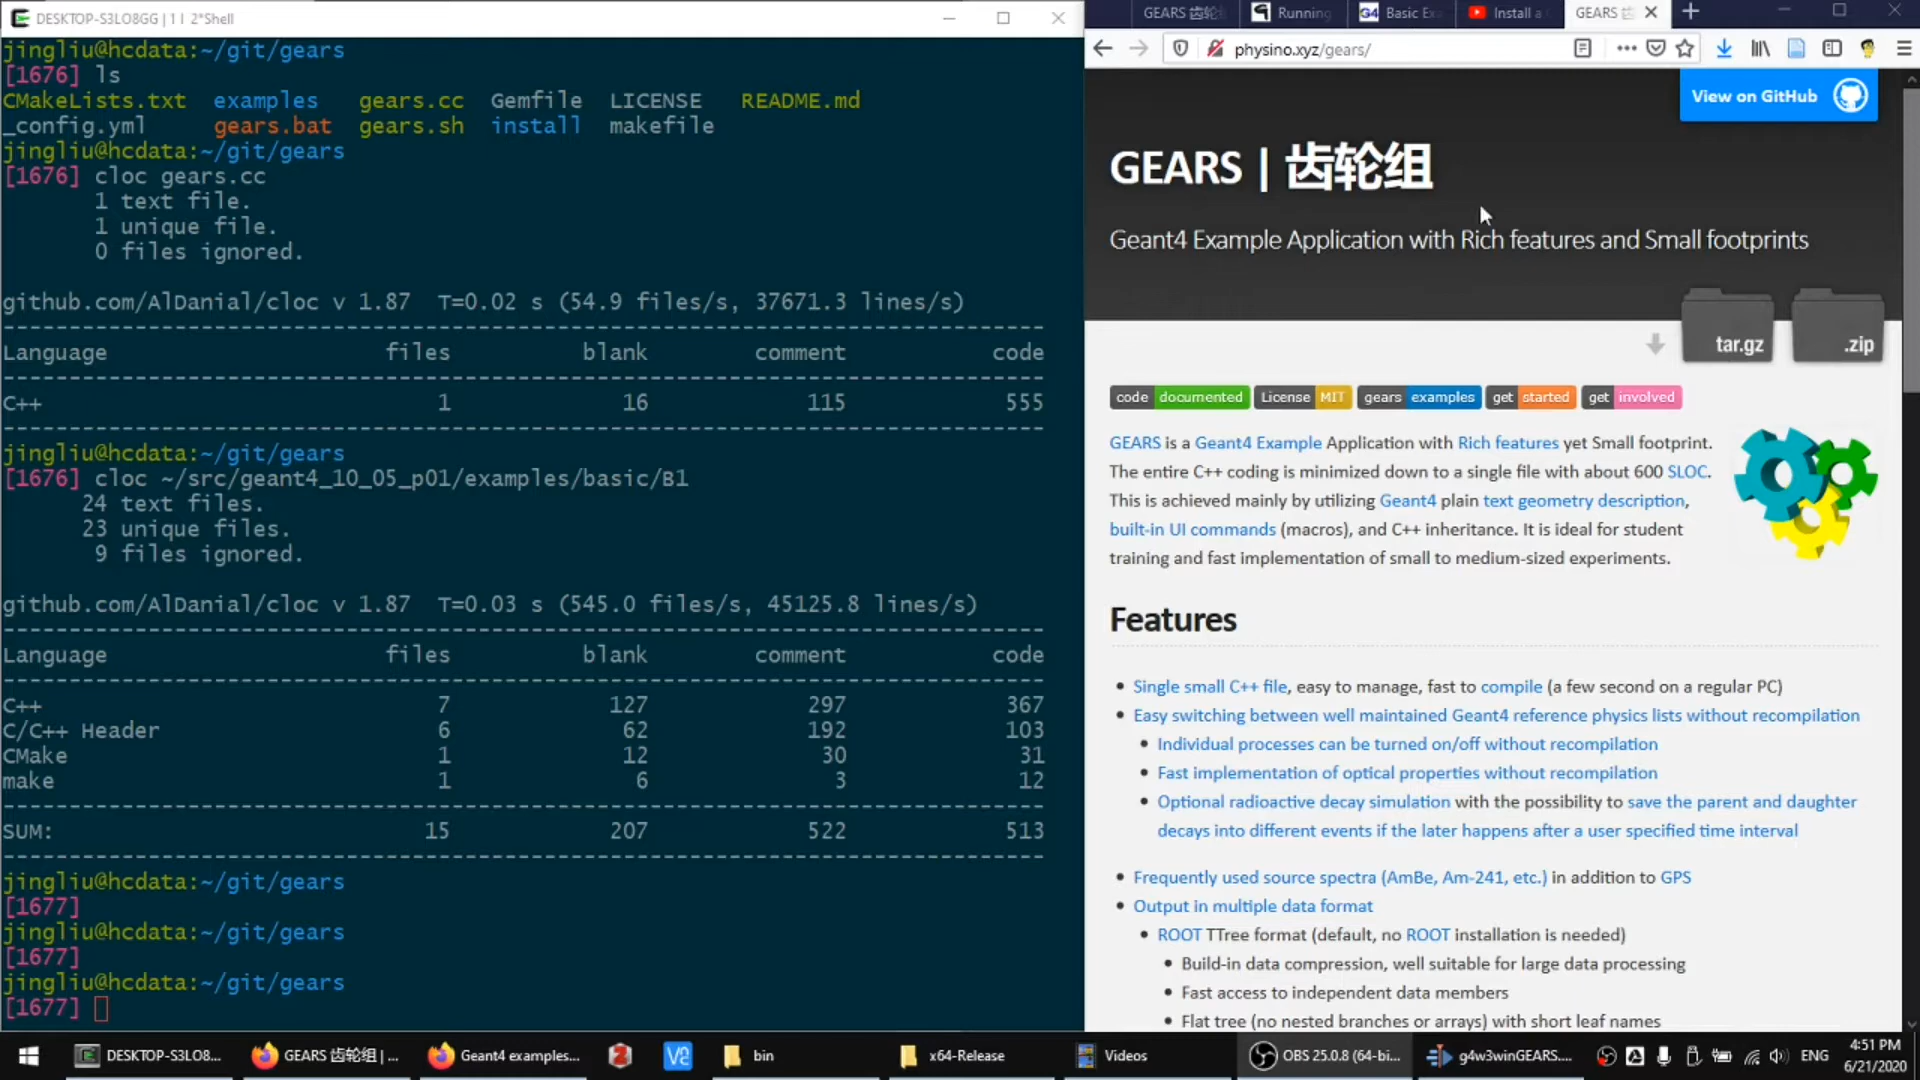 DESKTOP-S3LO8GG | 1 I 2*Shell
jingliu@hcdata:~/git/gears
[1676] ls
CMakeLists.txt examples gears.cc Gemfile LICENSE README.md
_config.yml gears.bat gears.sh install makefile
jingliu@hcdata:~/git/gears
[1676] cloc gears.cc
1 text file.
1 unique file.
0 files ignored.
github.com/AlDanial/cloc v 1.87 T=0.02 s (54.9 files/s, 37671.3 lines/s)
-------------------------------------------------------------------------------
Language files blank comment code
-------------------------------------------------------------------------------
C++ 1 16 115 555
-------------------------------------------------------------------------------
jingliu@hcdata:~/git/gears
[1676] cloc ~/src/geant4_10_05_p01/examples/basic/B1
24 text files.
23 unique files.
9 files ignored.
github.com/AlDanial/cloc v 1.87 T=0.03 s (545.0 files/s, 45125.8 lines/s)
-------------------------------------------------------------------------------
Language files blank comment code
-------------------------------------------------------------------------------
C++ 7 127 297 367
C/C++ Header 6 62 192 103
CMake 1 12 30 31
make 1 6 3 12
-------------------------------------------------------------------------------
SUM: 15 207 522 513
-------------------------------------------------------------------------------
jingliu@hcdata:~/git/gears
[1677]
jingliu@hcdata:~/git/gears
[1677]
jingliu@hcdata:~/git/gears
[1677]
GEARS 齿轮 Running G4 Basic Install a GEARS
physino.xyz/gears/
View on GitHub
GEARS | 齿轮组
Geant4 Example Application with Rich features and Small footprints
tar.gz .zip
code documented License MIT gears examples get started get involved
GEARS is a Geant4 Example Application with Rich features yet Small footprint.
The entire C++ coding is minimized down to a single file with about 600 SLOC.
This is achieved mainly by utilizing Geant4 plain text geometry description,
built-in UI commands (macros), and C++ inheritance. It is ideal for student
training and fast implementation of small to medium-sized experiments.
Features
• Single small C++ file, easy to manage, fast to compile (a few second on a regular PC)
• Easy switching between well maintained Geant4 reference physics lists without recompilation
• Individual processes can be turned on/off without recompilation
• Fast implementation of optical properties without recompilation
• Optional radioactive decay simulation with the possibility to save the parent and daughter
decays into different events if the later happens after a user specified time interval
• Frequently used source spectra (AmBe, Am-241, etc.) in addition to GPS
• Output in multiple data format
• ROOT TTree format (default, no ROOT installation is needed)
• Build-in data compression, well suitable for large data processing
• Fast access to independent data members
• Flat tree (no nested branches or arrays) with short leaf names
DESKTOP-S3LO8... GEARS 齿轮组 | ... Geant4 examples... bin x64-Release Videos OBS 25.0.8 (64-bi... g4w3winGEARS.... ENG 4:51 PM
6/21/2020